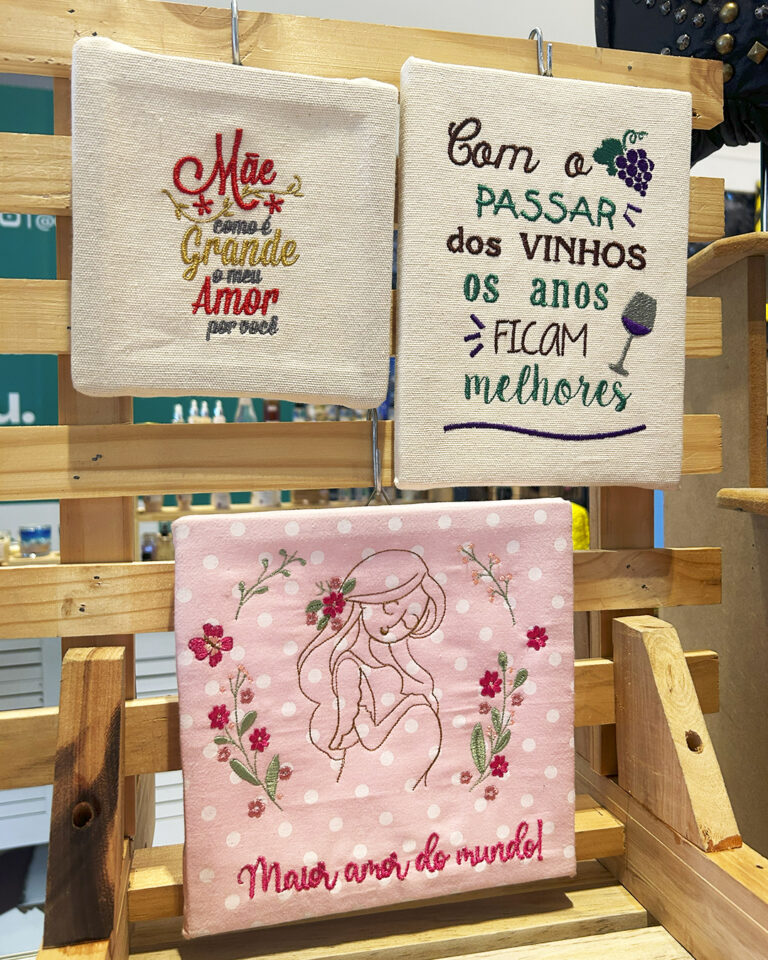 Mãe
como é
Grande
o meu
Amor
por você
Com o
PASSAR
dos VINHOS
os anos
FICAM
melhores
Maior amor do mundo!